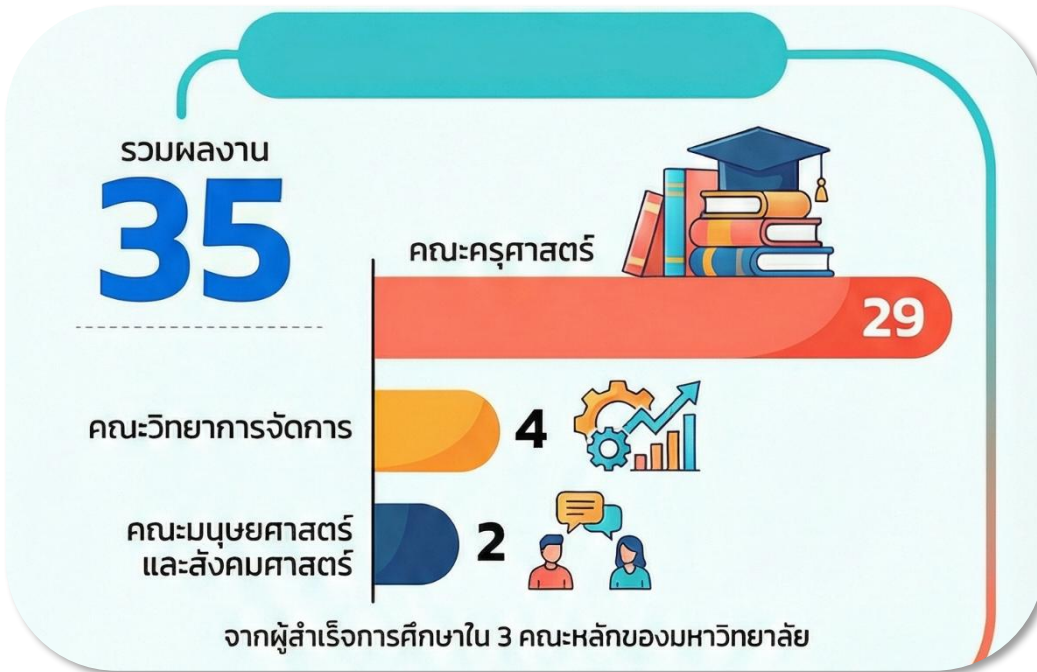 รวมผลงาน
35
คณะครุศาสตร์
29
คณะวิทยาการจัดการ
4
คณะมนุษยศาสตร์
และสังคมศาสตร์
2
จากผู้สำเร็จการศึกษาใน 3 คณะหลักของมหาวิทยาลัย